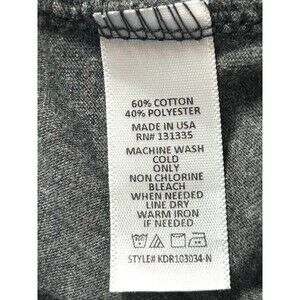 60% COTTON
40% POLYESTER
MADE IN USA
RN# 131335
MACHINE WASH
COLD
ONLY
NON CHLORINE
BLEACH
WHEN NEEDED
LINE DRY
WARM IRON
IF NEEDED
STYLE# KDR103034-N